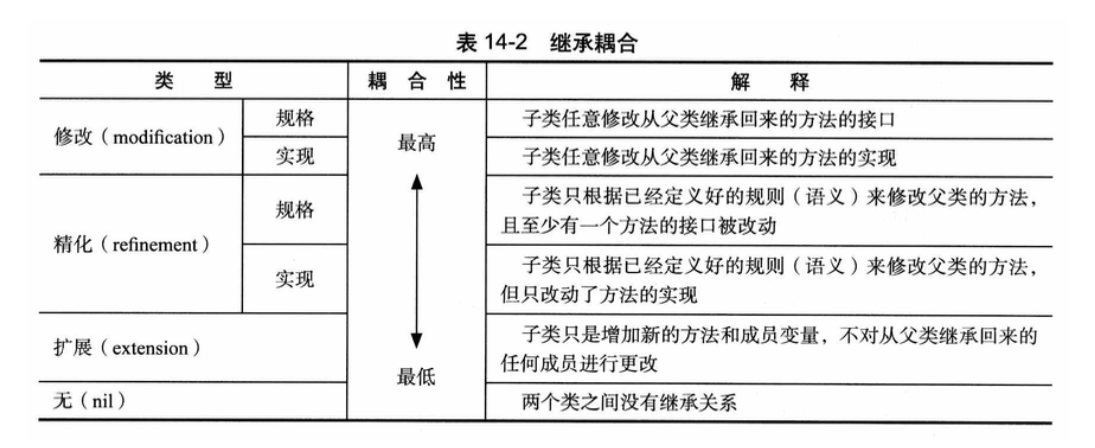 表 14-2 继承耦合
类 型 耦 合 性 解 释
修改（modification） 规格 最高 子类任意修改从父类继承回来的方法的接口
实现 子类任意修改从父类继承回来的方法的实现
精化（refinement） 规格 子类只根据已经定义好的规则（语义）来修改父类的方法，
且至少有一个方法的接口被改动
实现 子类只根据已经定义好的规则（语义）来修改父类的方法，
但只改动了方法的实现
扩展（extension） 最低 子类只是增加新的方法和成员变量，不对从父类继承回来的
任何成员进行更改
无（nil） 两个类之间没有继承关系